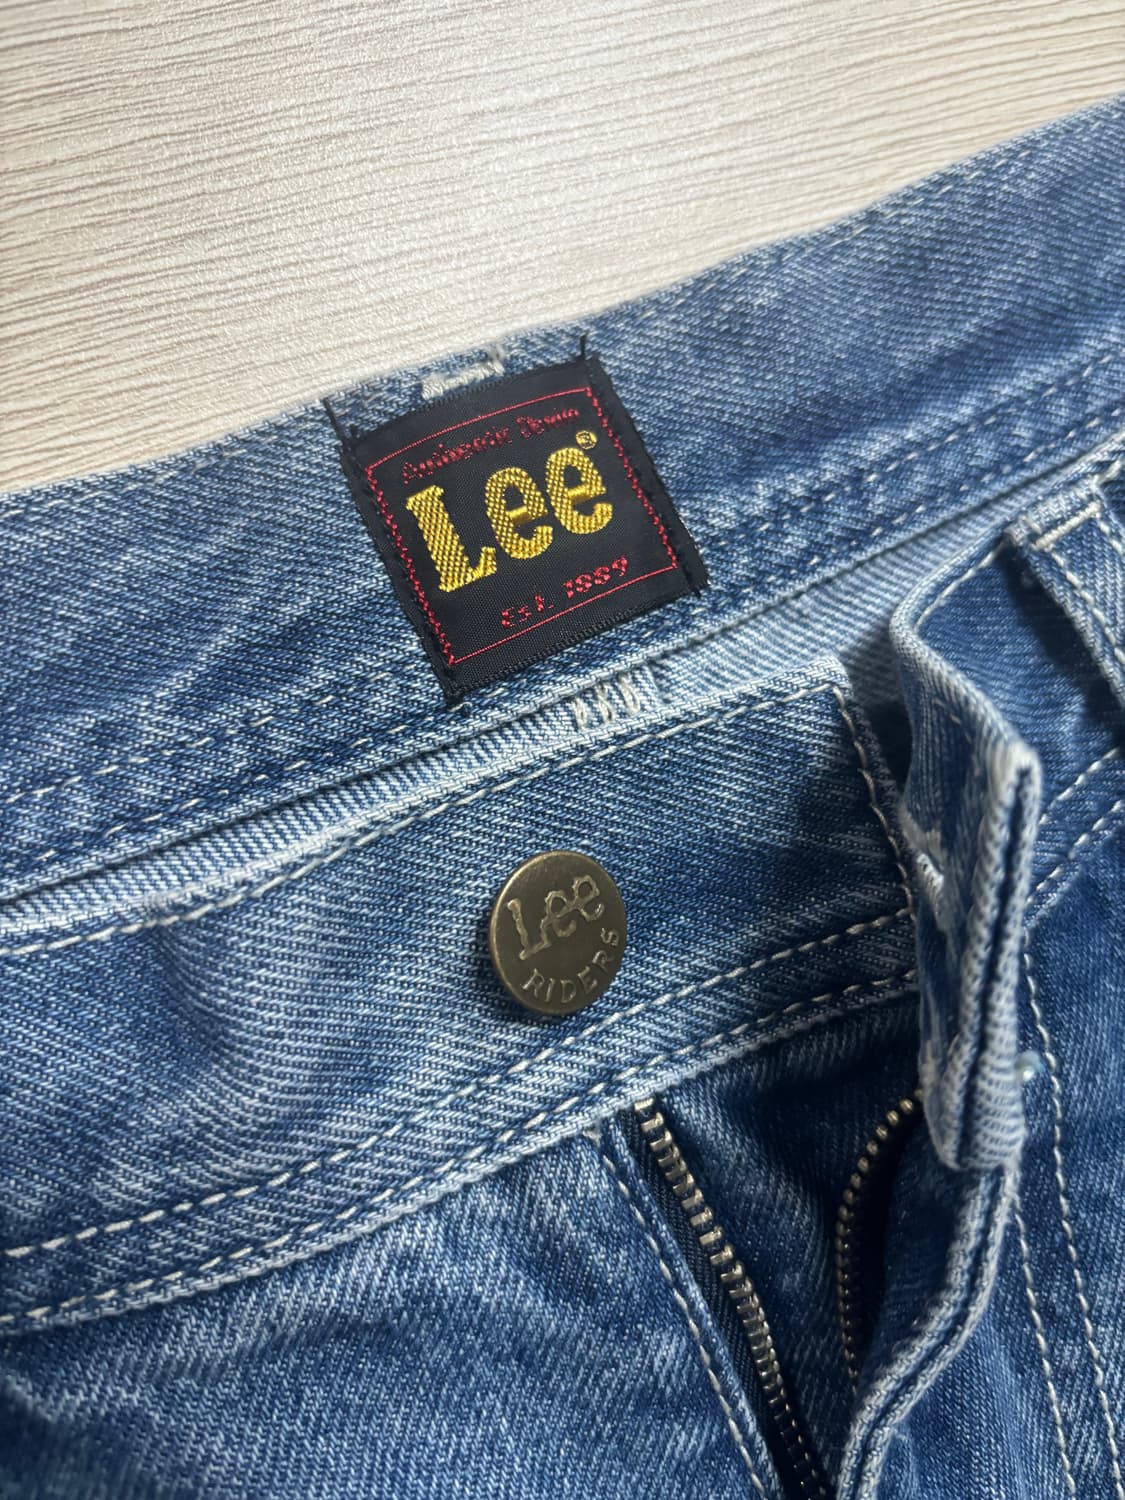 Authentic Denim
Lee®
Est. 1889
Lee
RIDERS